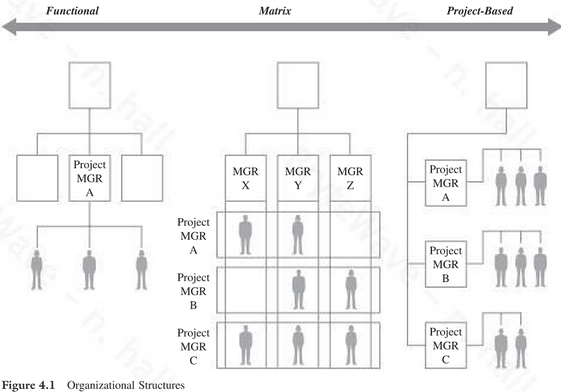 Functional
Matrix
Project-Based
Project
MGR
A
MGR
X
MGR
Y
MGR
Z
Project
MGR
A
Project
MGR
B
Project
MGR
C
Project
MGR
A
Project
MGR
B
Project
MGR
C
Figure 4.1 Organizational Structures